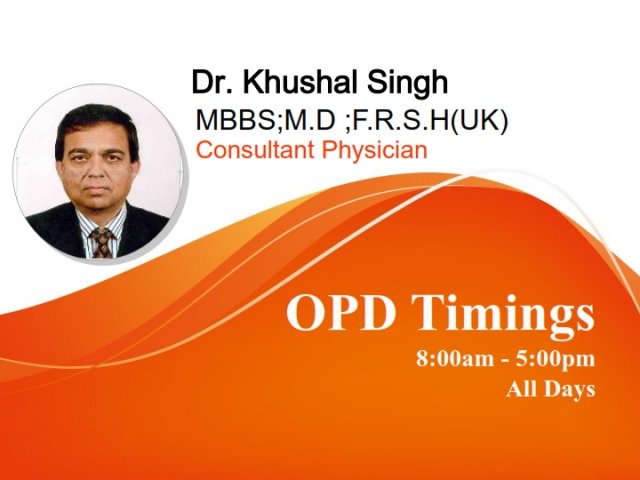 Dr. Khushal Singh
MBBS;M.D ;F.R.S.H(UK)
Consultant Physician
OPD Timings
8:00am - 5:00pm
All Days